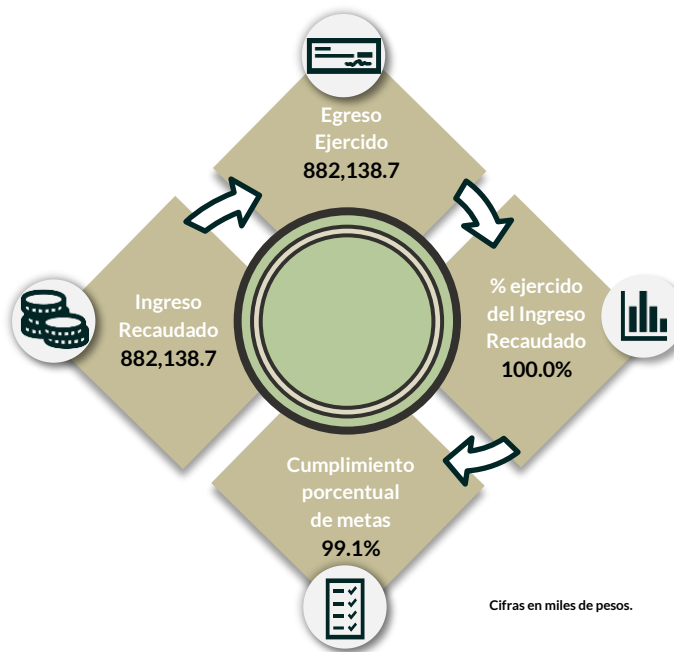 Egreso
Ejercido
882,138.7
Ingreso
Recaudado
882,138.7
% ejercido
del Ingreso
Recaudado
100.0%
Cumplimiento
porcentual
de metas
99.1%
Cifras en miles de pesos.